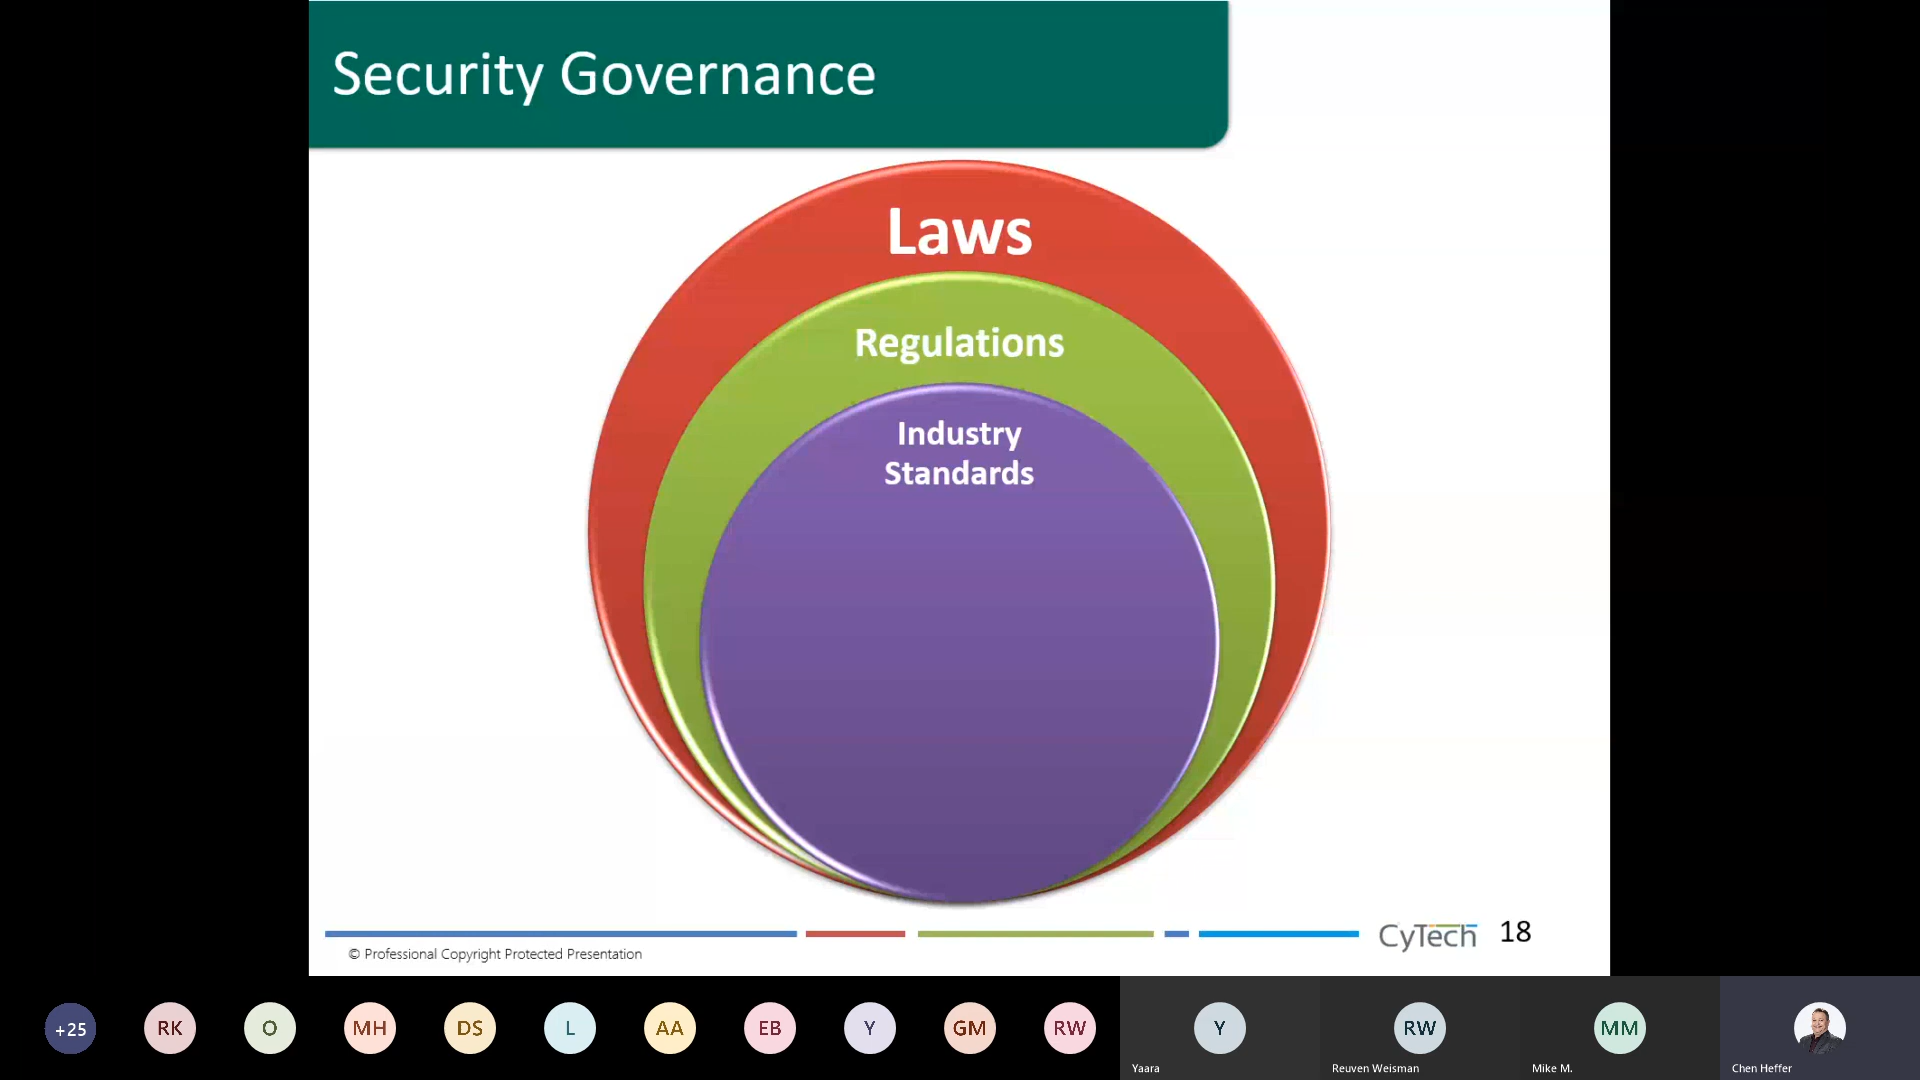 Security Governance
Laws
Regulations
Industry
Standards
CyTech 18
© Professional Copyright Protected Presentation
+25 RK O MH DS L AA EB Y GM RW Y RW MM
Yaara Reuven Weisman Mike M. Chen Heffer